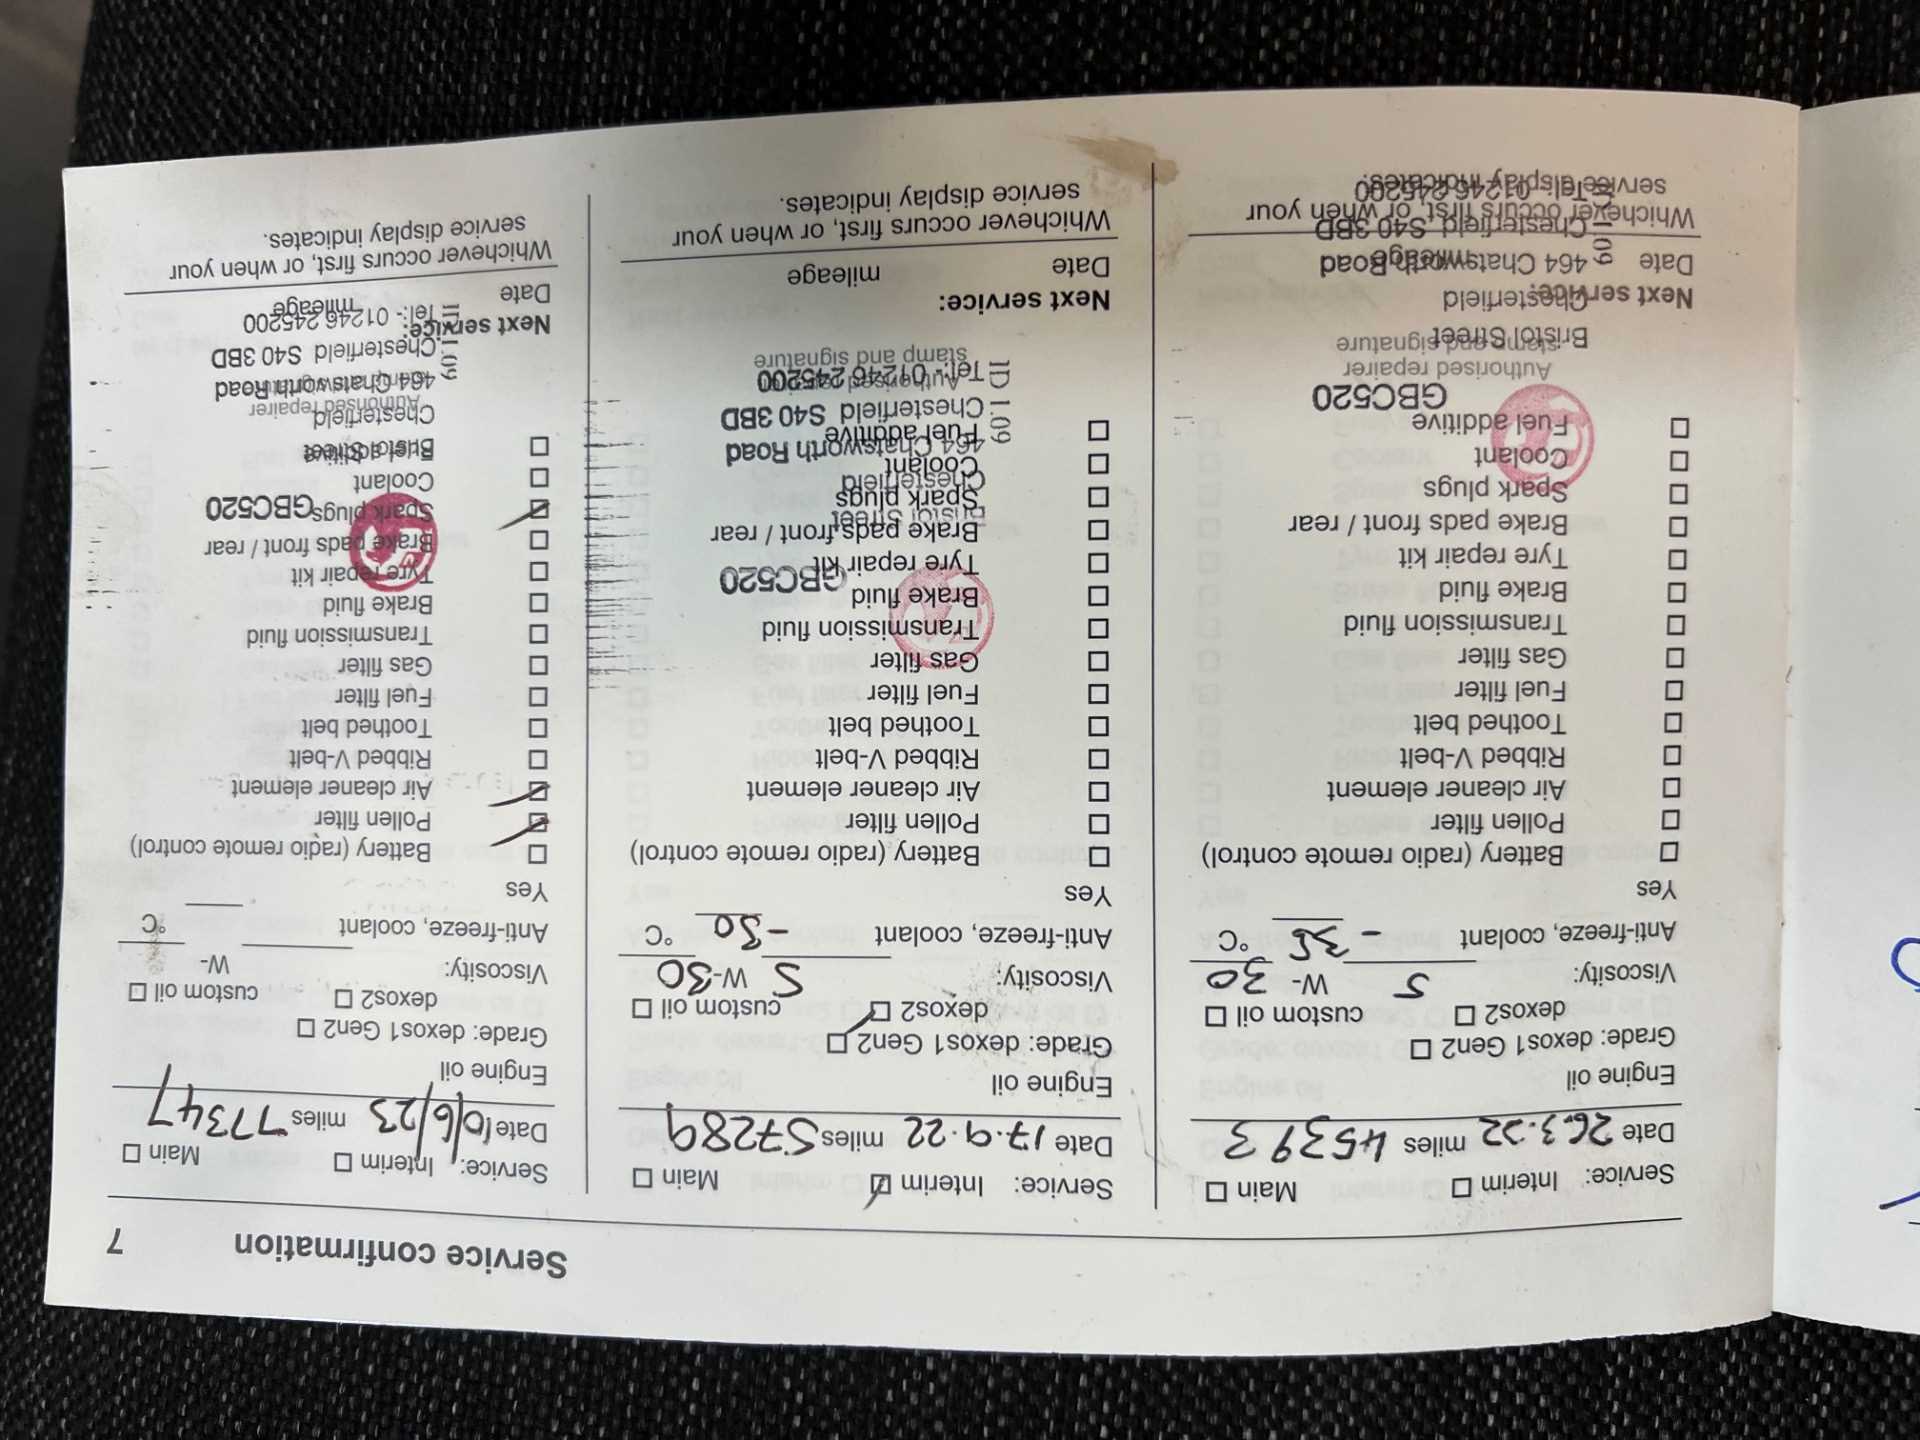 Service confirmation 7
Service: Interim Main
Date 26.3.22 miles 45393
Engine oil
Grade: dexos1 Gen2
dexos2 custom oil
Viscosity: 5 W- 30
Anti-freeze, coolant -36 °C
Yes
Battery (radio remote control)
Pollen filter
Air cleaner element
Ribbed V-belt
Toothed belt
Fuel filter
Gas filter
Transmission fluid
Brake fluid
Tyre repair kit
Brake pads front / rear
Spark plugs
Coolant
Fuel additive
GBC520
Authorised repairer
stamp and signature
Bristol Street
Chesterfield
Next service:
464 Chatsworth Road
Date mileage
Chesterfield S40 3BD
ID 1.09
Whichever occurs first, or when your
Tel:- 01246 245200
service display indicates.
Service: Interim Main
Date 17.9.22 miles 57289
Engine oil
Grade: dexos1 Gen2
dexos2 custom oil
Viscosity: 5 W- 30
Anti-freeze, coolant -30 °C
Yes
Battery (radio remote control)
Pollen filter
Air cleaner element
Ribbed V-belt
Toothed belt
Fuel filter
Gas filter
Transmission fluid
Brake fluid
GBC520
Tyre repair kit
Brake pads front / rear
Bristol Street
Spark plugs
Chesterfield
Coolant
464 Chatsworth Road
Fuel additive
Chesterfield S40 3BD
ID 1.09
Authorised repairer
Tel:- 01246 245200
stamp and signature
Next service:
Date mileage
Whichever occurs first, or when your
service display indicates.
Service: Interim Main
Date 10/6/23 miles 77347
Engine oil
Grade: dexos1 Gen2
dexos2 custom oil
Viscosity: W-
Anti-freeze, coolant °C
Yes
Battery (radio remote control)
Pollen filter
Air cleaner element
Ribbed V-belt
Toothed belt
Fuel filter
Gas filter
Transmission fluid
Brake fluid
Tyre repair kit
Brake pads front / rear
Spark plugs
GBC520
Coolant
Fuel additive
Bristol Street
Chesterfield
Authorised repairer
464 Chatsworth Road
Chesterfield S40 3BD
ID 1.09
Next service:
Tel:- 01246 245200
Date mileage
Whichever occurs first, or when your
service display indicates.